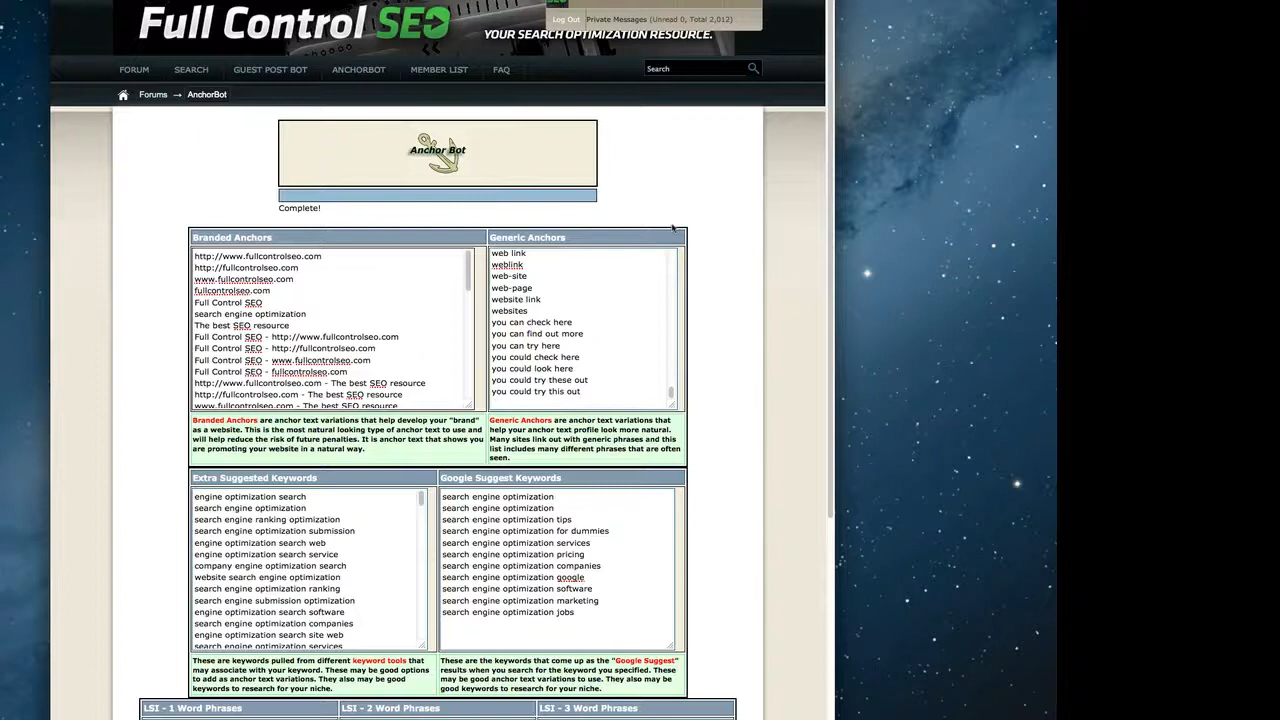 Log Out Private Messages (Unread 0, Total 2,012)
Full Control SEO
YOUR SEARCH OPTIMIZATION RESOURCE.
FORUM SEARCH GUEST POST BOT ANCHORBOT MEMBER LIST FAQ
Search
Forums → AnchorBot
Anchor Bot
Complete!
Branded Anchors
http://www.fullcontrolseo.com
http://fullcontrolseo.com
www.fullcontrolseo.com
fullcontrolseo.com
Full Control SEO
search engine optimization
The best SEO resource
Full Control SEO - http://www.fullcontrolseo.com
Full Control SEO - http://fullcontrolseo.com
Full Control SEO - www.fullcontrolseo.com
Full Control SEO - fullcontrolseo.com
http://www.fullcontrolseo.com - The best SEO resource
http://fullcontrolseo.com - The best SEO resource
www.fullcontrolseo.com - The best SEO resource
Branded Anchors are anchor text variations that help develop your "brand"
as a website. This is the most natural looking type of anchor text to use and
will help reduce the risk of future penalties. It is anchor text that shows you
are promoting your website in a natural way.
Generic Anchors
web link
weblink
web-site
web-page
website link
websites
you can check here
you can find out more
you can try here
you could check here
you could look here
you could try these out
you could try this out
Generic Anchors are anchor text variations that
help your anchor text profile look more natural.
Many sites link out with generic phrases and this
list includes many different phrases that are often
seen.
Extra Suggested Keywords
engine optimization search
search engine optimization
search engine ranking optimization
search engine optimization submission
engine optimization search web
engine optimization search service
company engine optimization search
website search engine optimization
search engine optimization ranking
search engine submission optimization
engine optimization search software
search engine optimization companies
engine optimization search site web
search engine optimization services
These are keywords pulled from different keyword tools that
may associate with your keyword. These may be good options
to add as anchor text variations. They also may be good
keywords to research for your niche.
Google Suggest Keywords
search engine optimization
search engine optimization
search engine optimization tips
search engine optimization for dummies
search engine optimization services
search engine optimization pricing
search engine optimization companies
search engine optimization google
search engine optimization software
search engine optimization marketing
search engine optimization jobs
These are the keywords that come up as the "Google Suggest"
results when you search for the keyword you specified. These
may be good anchor text variations to use. They also may be
good keywords to research for your niche.
LSI - 1 Word Phrases
LSI - 2 Word Phrases
LSI - 3 Word Phrases